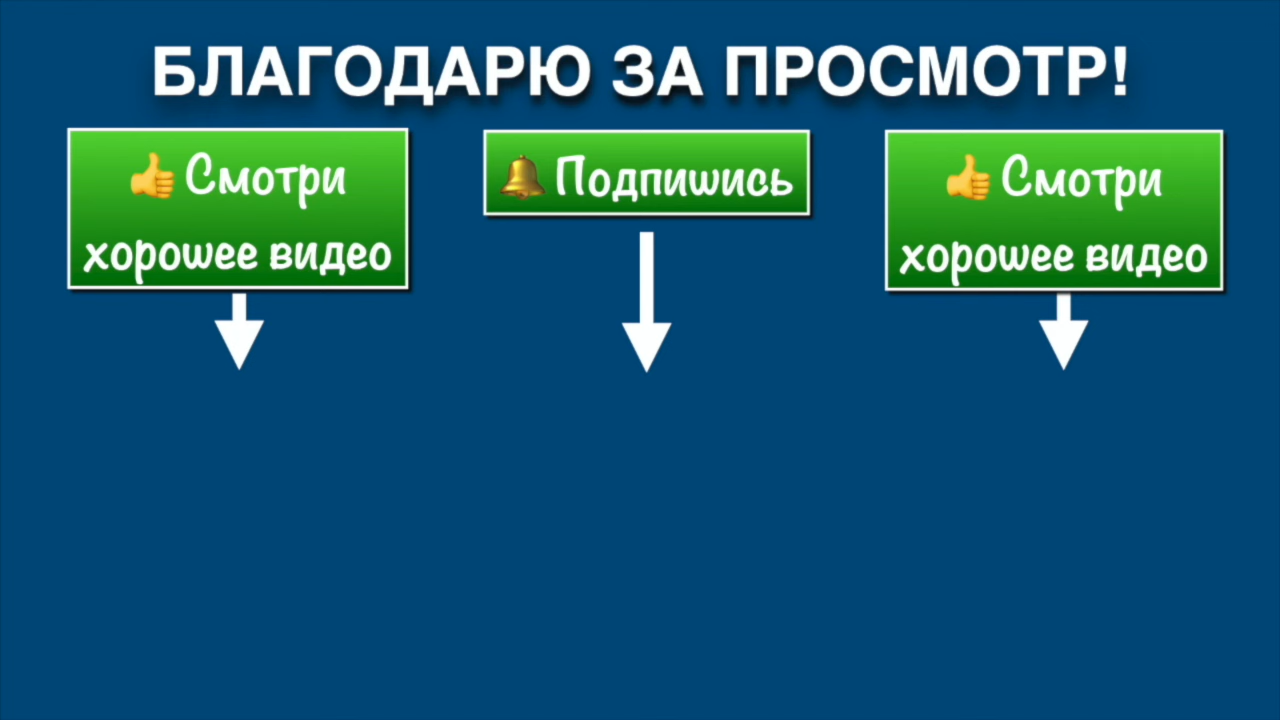 БЛАГОДАРЮ ЗА ПРОСМОТР!
👍 Смотри
хорошее видео
🔔 Подпишись
👍 Смотри
хорошее видео